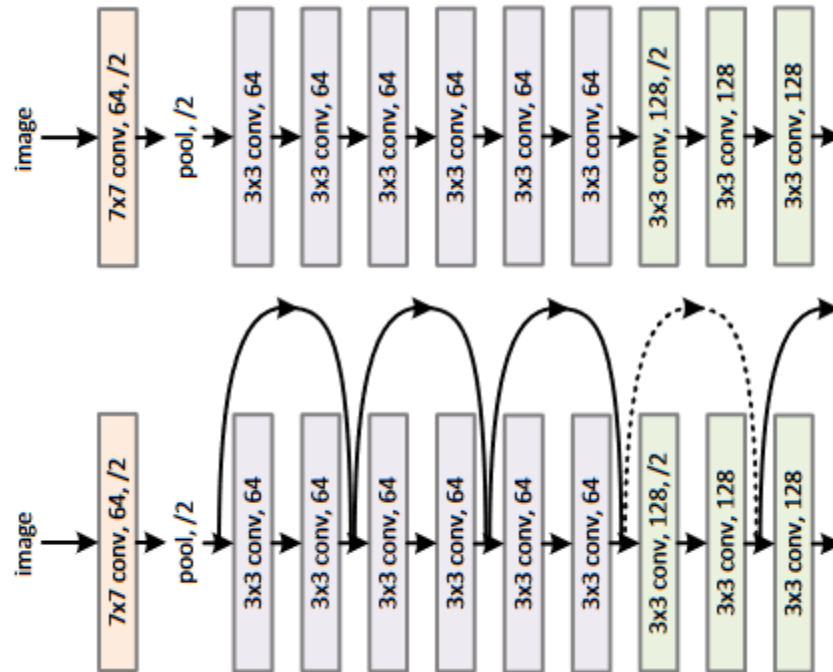 image
7x7 conv, 64, /2
pool, /2
3x3 conv, 64
3x3 conv, 64
3x3 conv, 64
3x3 conv, 64
3x3 conv, 64
3x3 conv, 64
3x3 conv, 128, /2
3x3 conv, 128
3x3 conv, 128
image
7x7 conv, 64, /2
pool, /2
3x3 conv, 64
3x3 conv, 64
3x3 conv, 64
3x3 conv, 64
3x3 conv, 64
3x3 conv, 64
3x3 conv, 128, /2
3x3 conv, 128
3x3 conv, 128